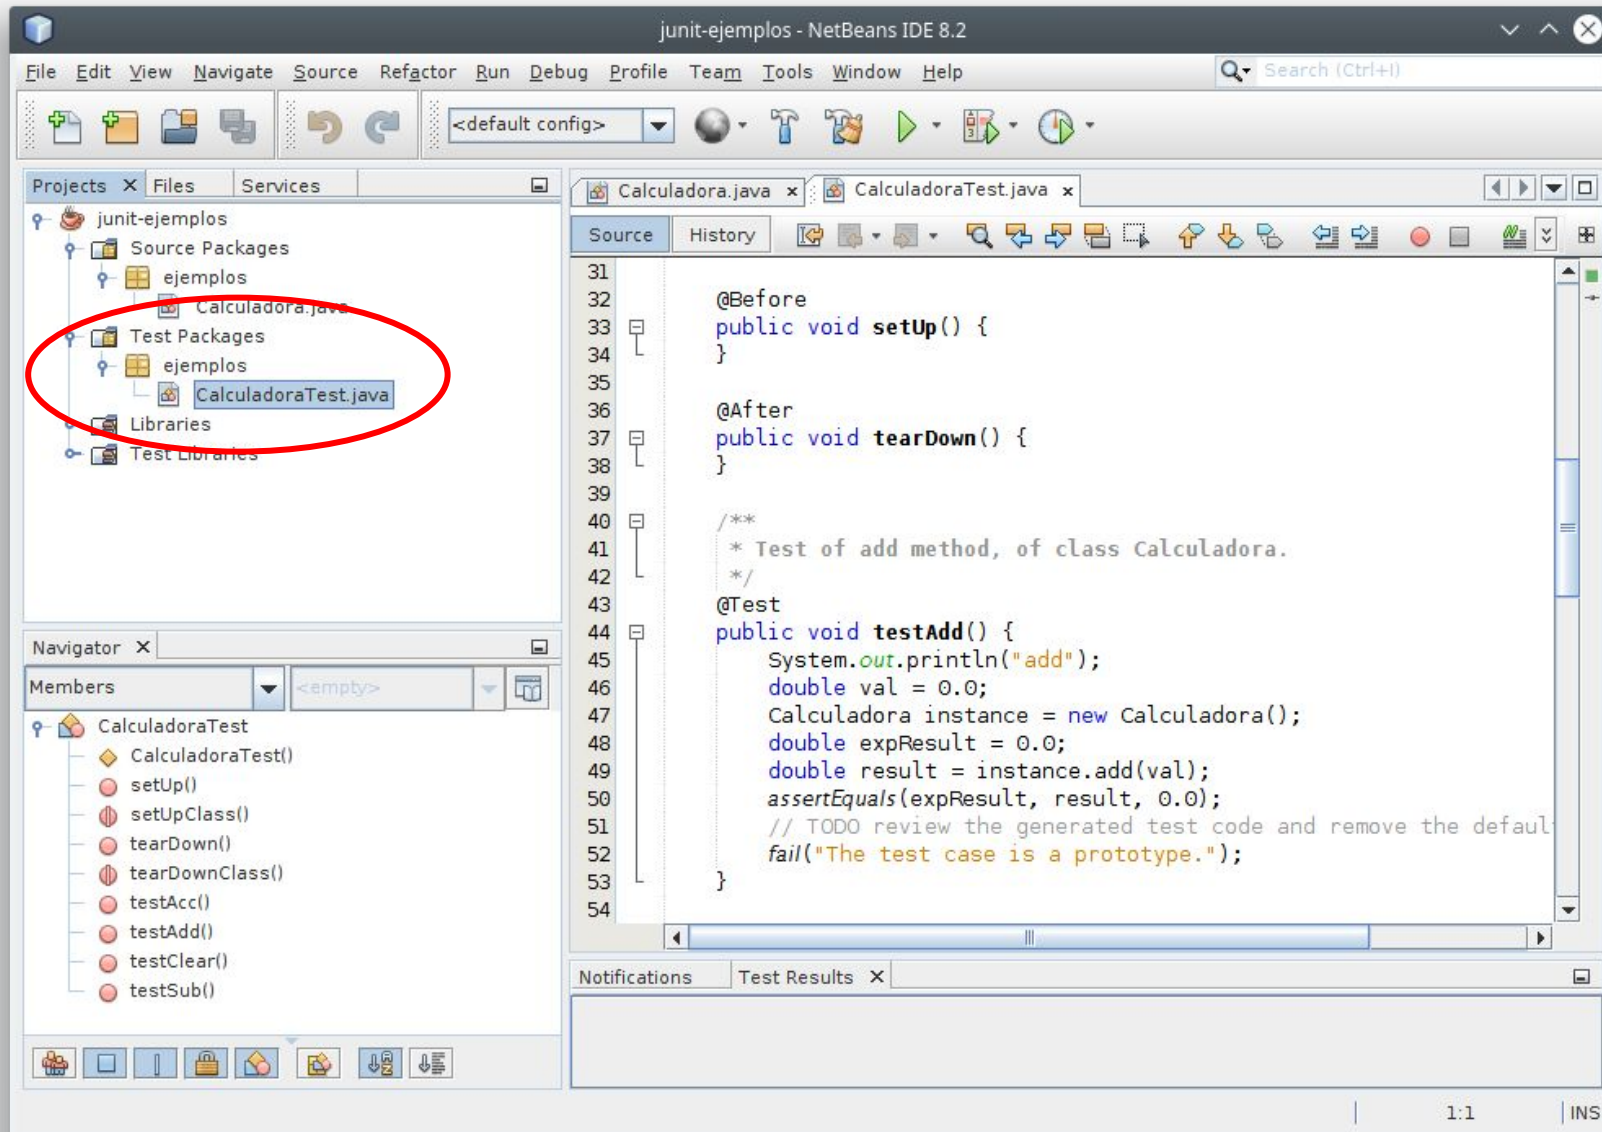 junit-ejemplos - NetBeans IDE 8.2
File Edit View Navigate Source Refactor Run Debug Profile Team Tools Window Help
Search (Ctrl+I)
<default config>
Projects Files Services
junit-ejemplos
Source Packages
ejemplos
Calculadora.java
Test Packages
ejemplos
CalculadoraTest.java
Libraries
Test Libraries
Navigator
Members <empty>
CalculadoraTest
CalculadoraTest()
setUp()
setUpClass()
tearDown()
tearDownClass()
testAcc()
testAdd()
testClear()
testSub()
Calculadora.java CalculadoraTest.java
Source History
31
32 @Before
33 public void setUp() {
34 }
35
36 @After
37 public void tearDown() {
38 }
39
40 /**
41 * Test of add method, of class Calculadora.
42 */
43 @Test
44 public void testAdd() {
45 System.out.println("add");
46 double val = 0.0;
47 Calculadora instance = new Calculadora();
48 double expResult = 0.0;
49 double result = instance.add(val);
50 assertEquals(expResult, result, 0.0);
51 // TODO review the generated test code and remove the defaul
52 fail("The test case is a prototype.");
53 }
54
Notifications Test Results
1:1 INS